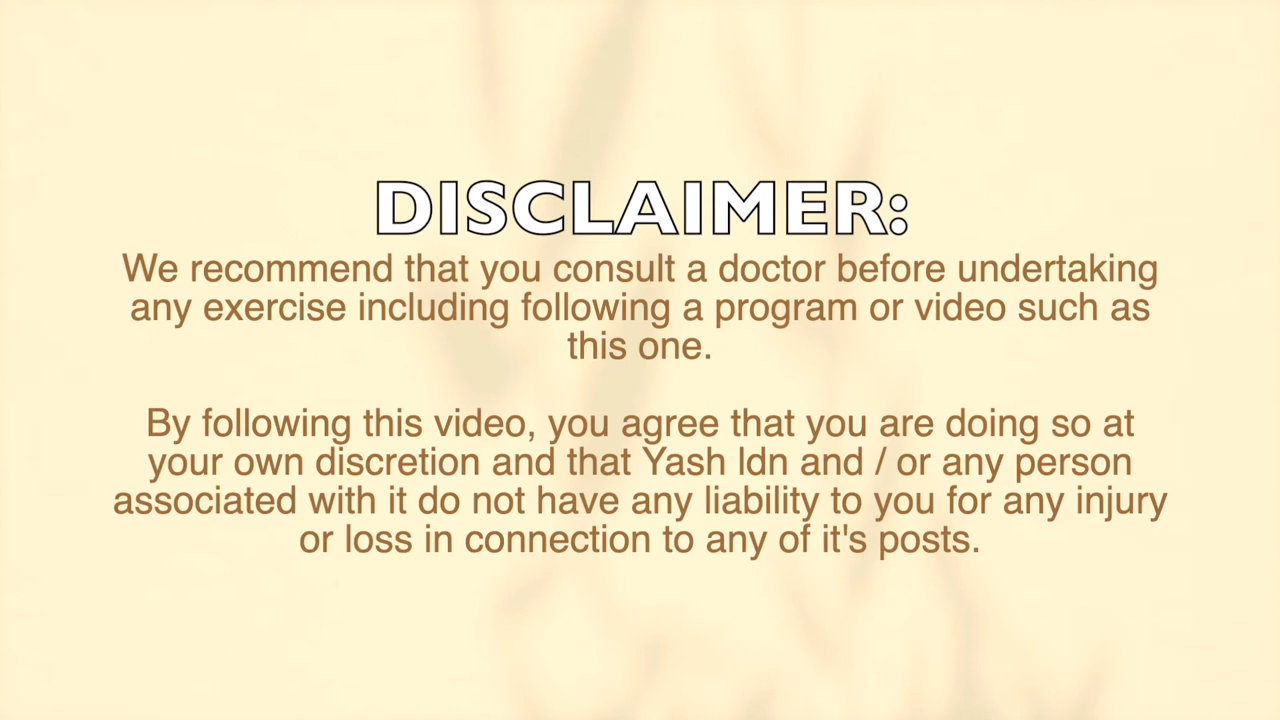 DISCLAIMER:
We recommend that you consult a doctor before undertaking
any exercise including following a program or video such as
this one.
By following this video, you agree that you are doing so at
your own discretion and that Yash ldn and / or any person
associated with it do not have any liability to you for any injury
or loss in connection to any of it's posts.